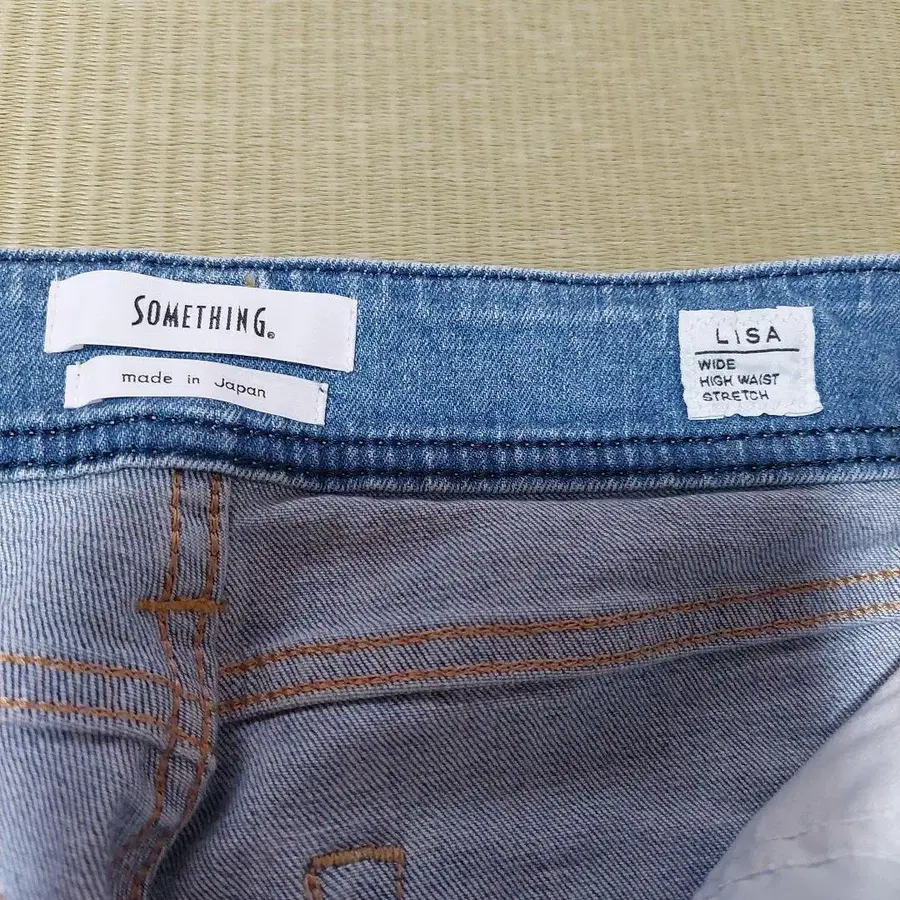 SOMETHING®
made in Japan
LISA
WIDE
HIGH WAIST
STRETCH